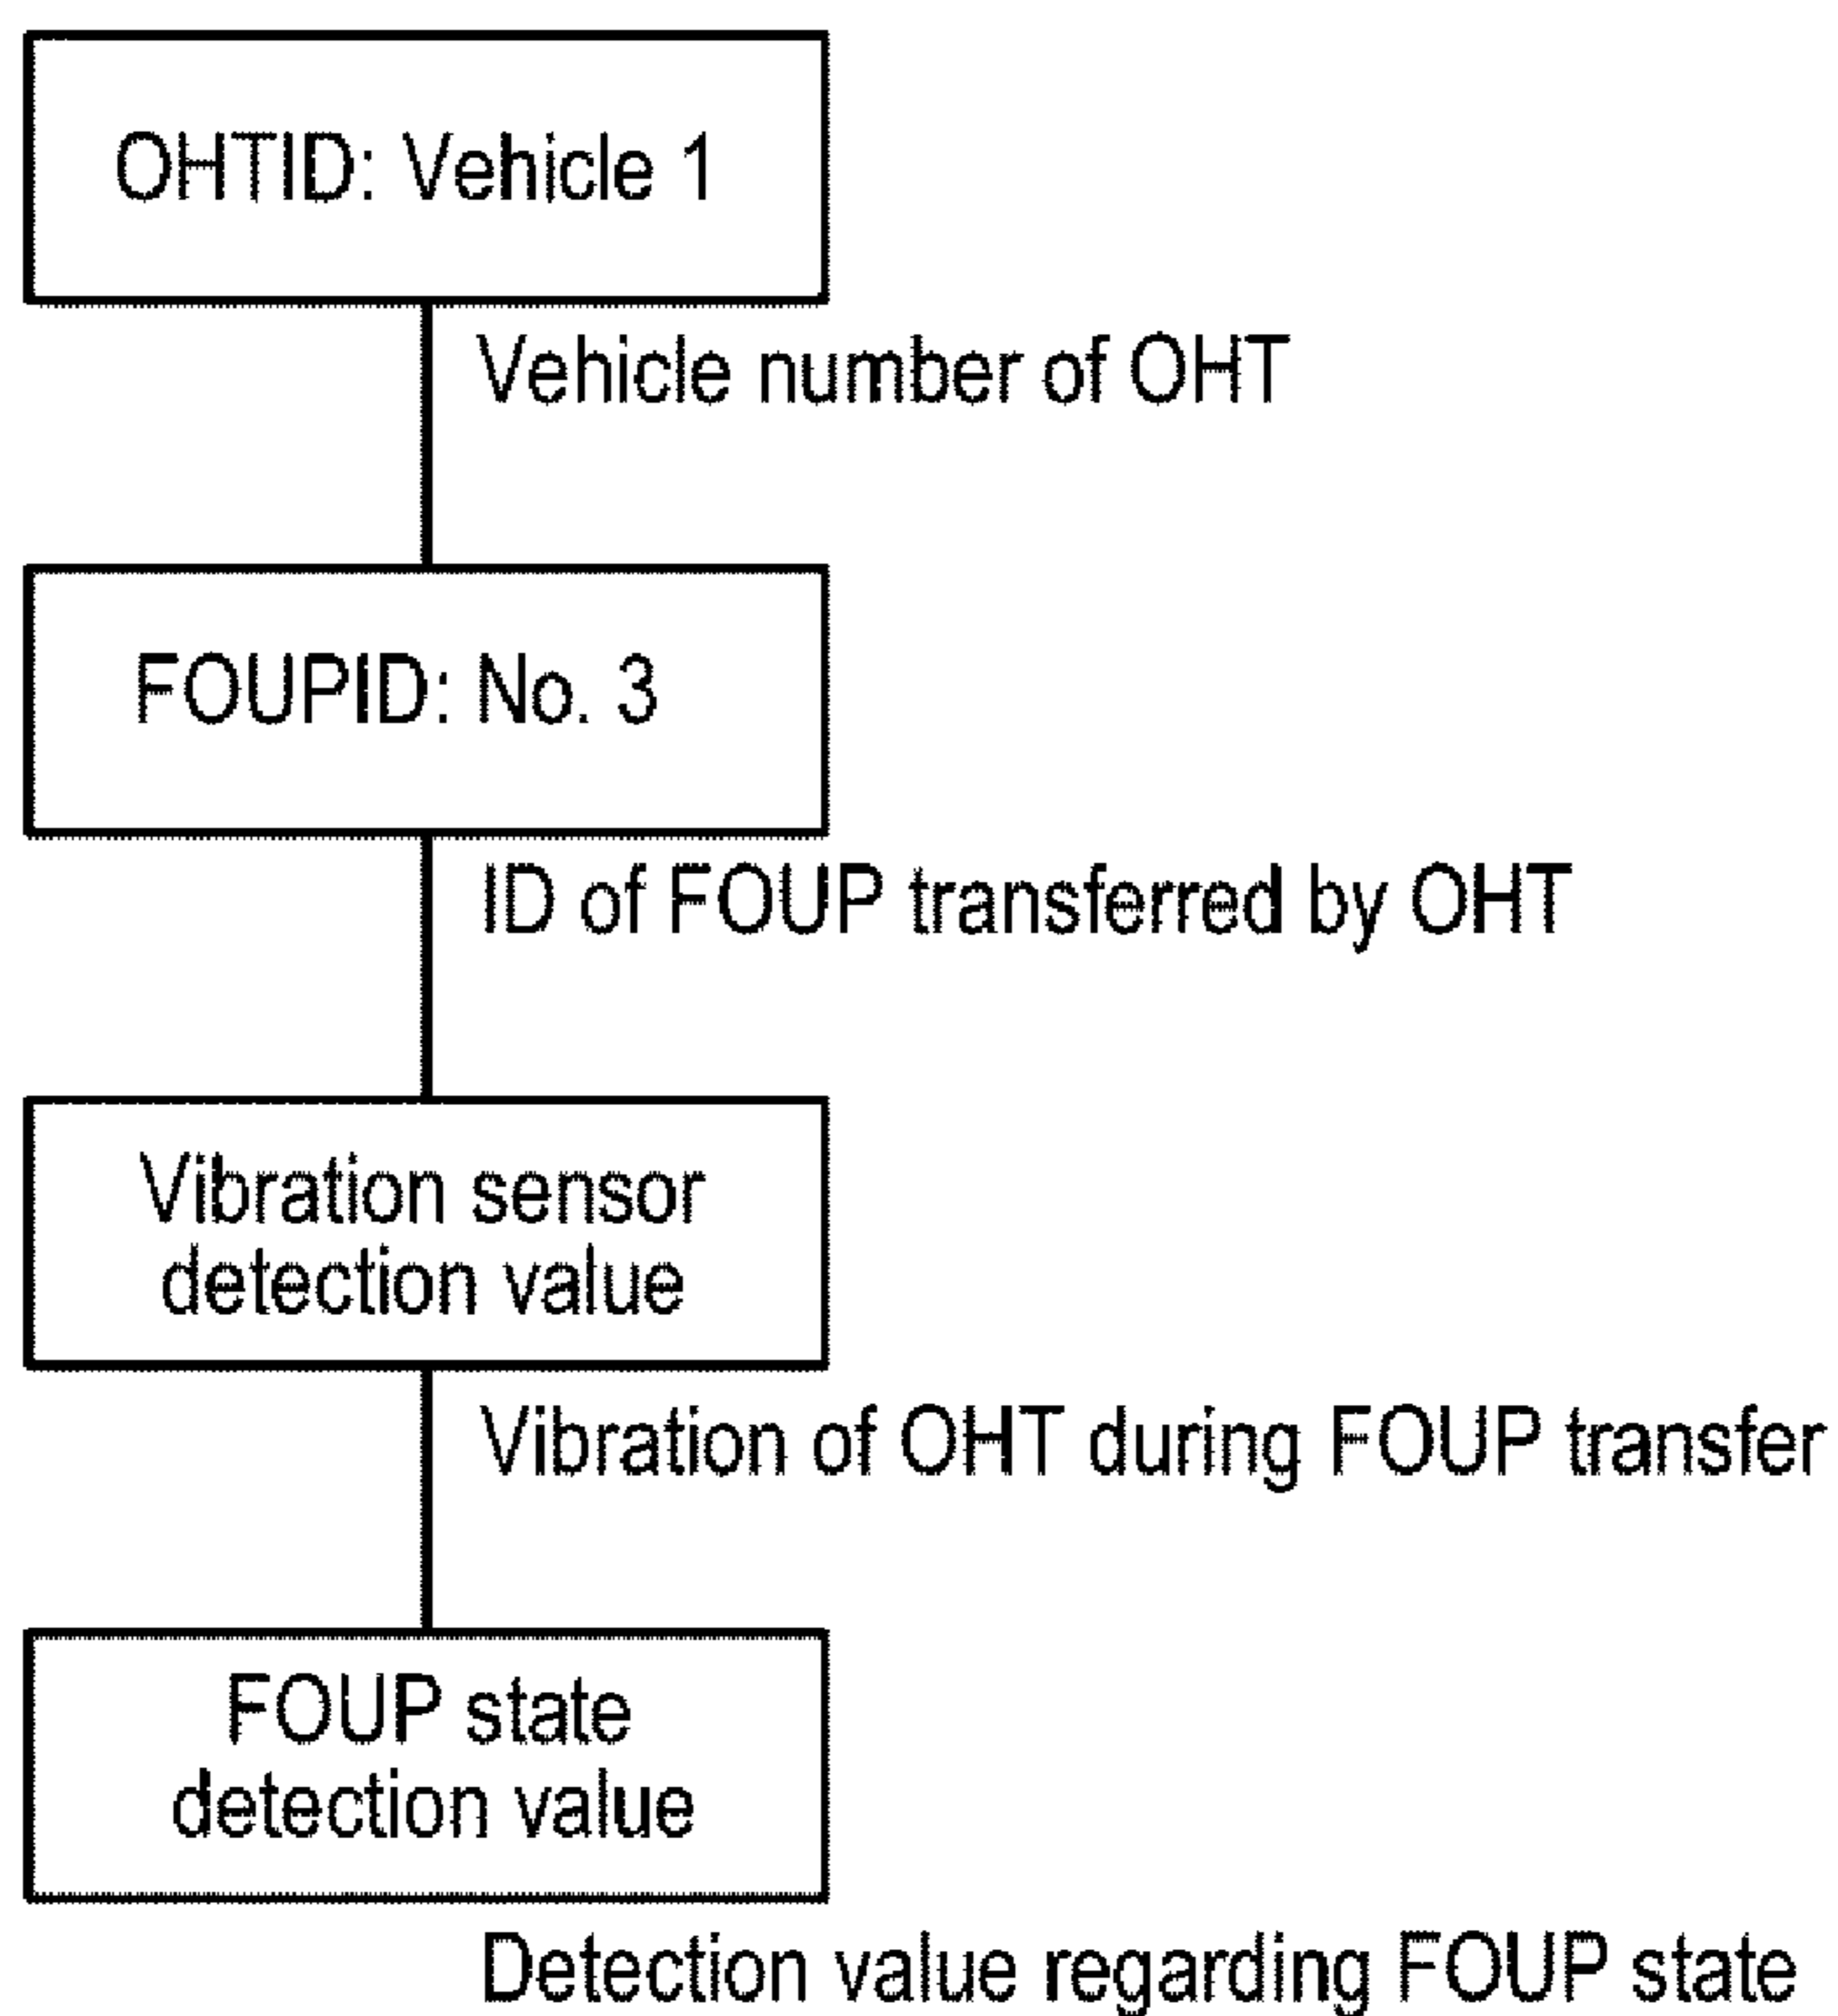 OHTID: Vehicle 1
Vehicle number of OHT
FOUPID: No. 3
ID of FOUP transferred by OHT
Vibration sensor
detection value
Vibration of OHT during FOUP transfer
FOUP state
detection value
Detection value regarding FOUP state